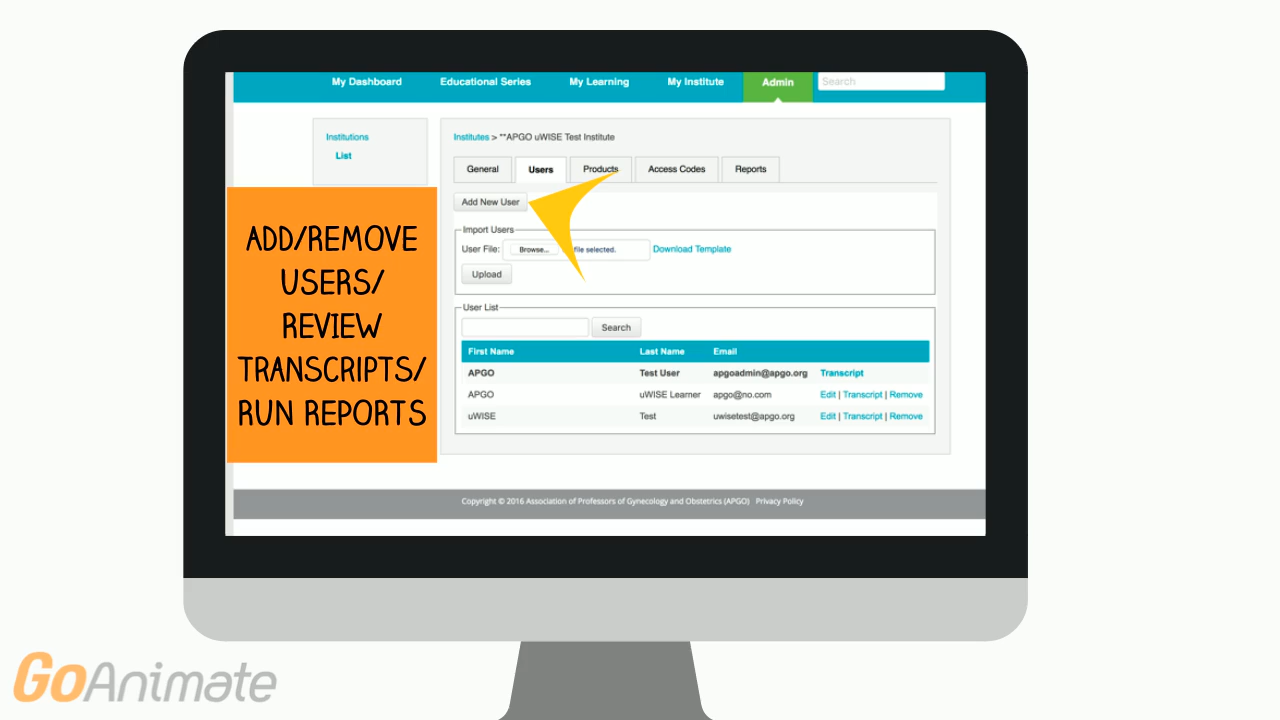 My Dashboard Educational Series My Learning My Institute Admin Search
Institutions
List
Institutes > **APGO uWISE Test Institute
General Users Products Access Codes Reports
Add New User
Import Users
User File: Browse... file selected. Download Template
Upload
User List
Search
First Name Last Name Email
APGO Test User apgoadmin@apgo.org Transcript
APGO uWISE Learner apgo@no.com Edit | Transcript | Remove
uWISE Test uwisetest@apgo.org Edit | Transcript | Remove
Copyright © 2016 Association of Professors of Gynecology and Obstetrics (APGO) Privacy Policy
ADD/REMOVE
USERS/
REVIEW
TRANSCRIPTS/
RUN REPORTS
GoAnimate